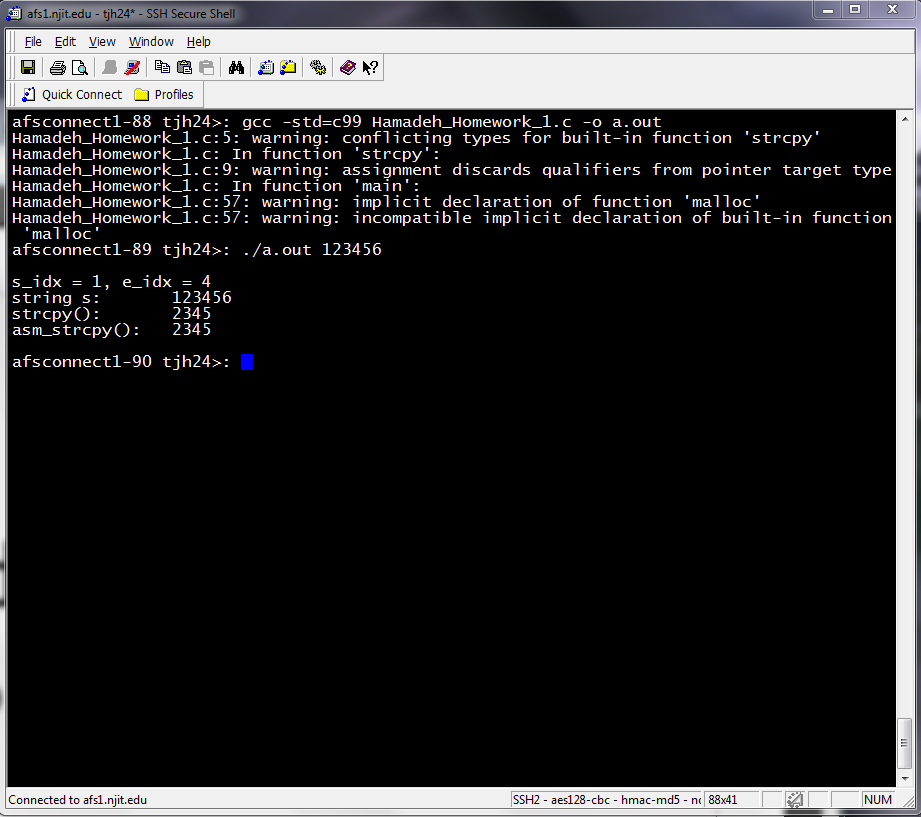 afs1.njit.edu - tjh24* - SSH Secure Shell
File Edit View Window Help
Quick Connect Profiles
afsconnect1-88 tjh24>: gcc -std=c99 Hamadeh_Homework_1.c -o a.out
Hamadeh_Homework_1.c:5: warning: conflicting types for built-in function 'strcpy'
Hamadeh_Homework_1.c: In function 'strcpy':
Hamadeh_Homework_1.c:9: warning: assignment discards qualifiers from pointer target type
Hamadeh_Homework_1.c: In function 'main':
Hamadeh_Homework_1.c:57: warning: implicit declaration of function 'malloc'
Hamadeh_Homework_1.c:57: warning: incompatible implicit declaration of built-in function
'malloc'
afsconnect1-89 tjh24>: ./a.out 123456
s_idx = 1, e_idx = 4
string s: 123456
strcpy(): 2345
asm_strcpy(): 2345
afsconnect1-90 tjh24>:
Connected to afs1.njit.edu SSH2 - aes128-cbc - hmac-md5 - nc 88x41 NUM